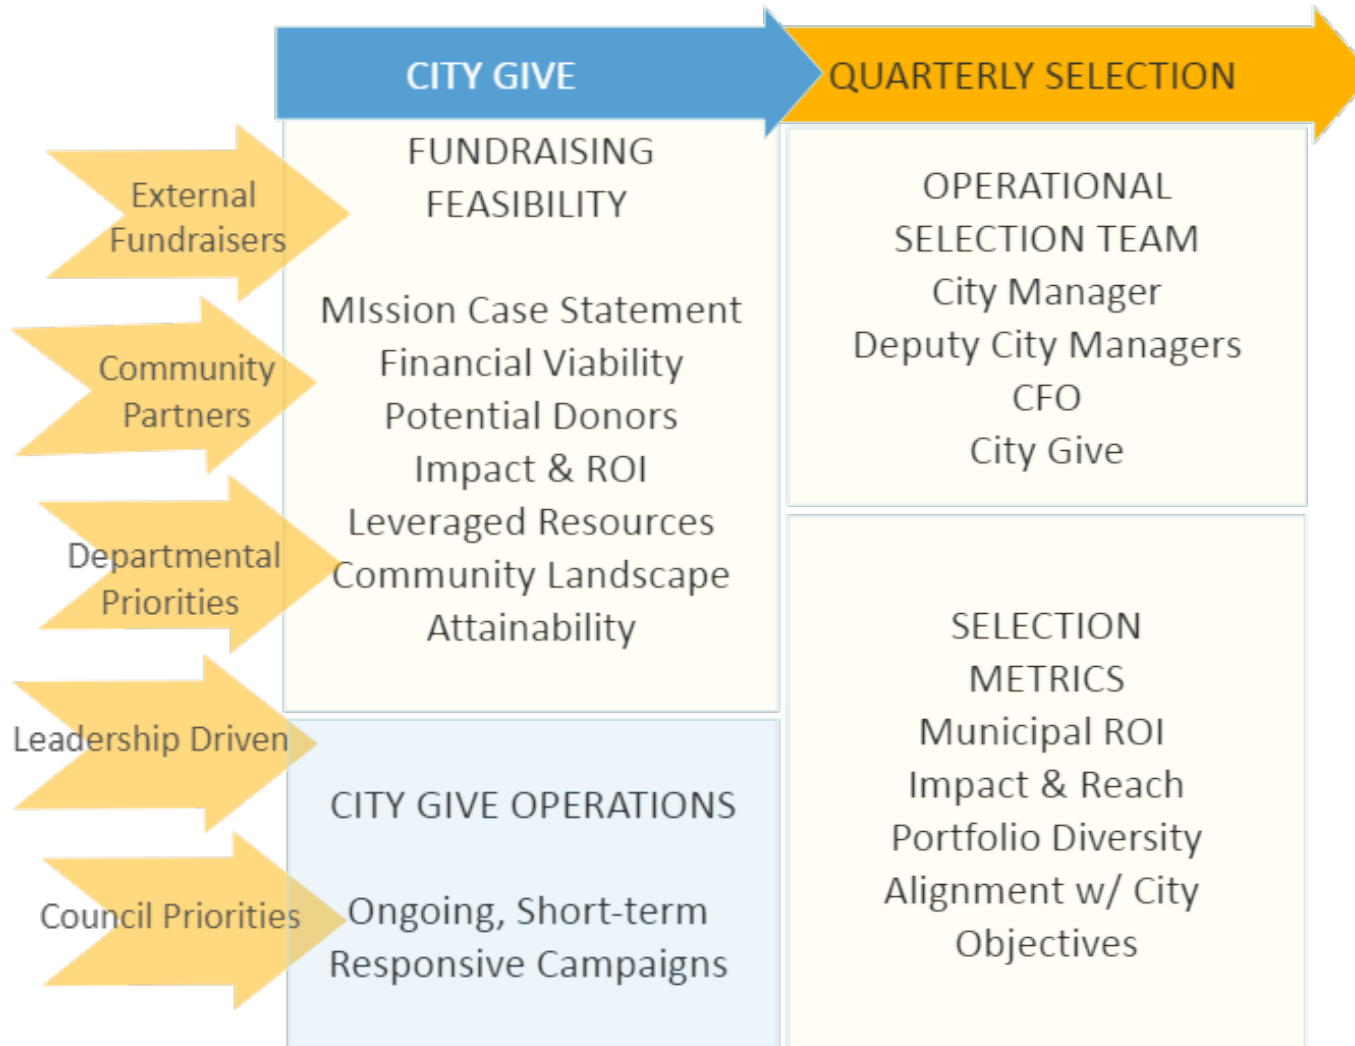 CITY GIVE
QUARTERLY SELECTION
External
Fundraisers
Community
Partners
Departmental
Priorities
Leadership Driven
Council Priorities
FUNDRAISING
FEASIBILITY
MIssion Case Statement
Financial Viability
Potential Donors
Impact & ROI
Leveraged Resources
Community Landscape
Attainability
CITY GIVE OPERATIONS
Ongoing, Short-term
Responsive Campaigns
OPERATIONAL
SELECTION TEAM
City Manager
Deputy City Managers
CFO
City Give
SELECTION
METRICS
Municipal ROI
Impact & Reach
Portfolio Diversity
Alignment w/ City
Objectives